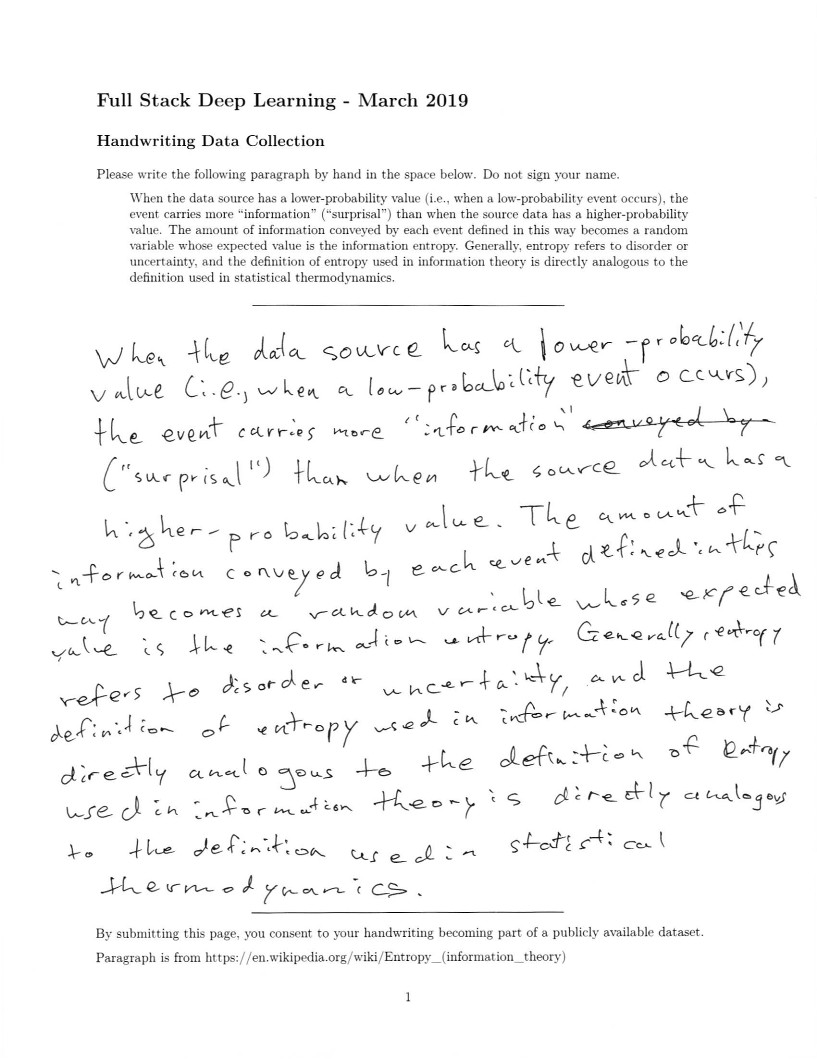 Full Stack Deep Learning - March 2019
Handwriting Data Collection
Please write the following paragraph by hand in the space below. Do not sign your name.
When the data source has a lower-probability value (i.e., when a low-probability event occurs), the
event carries more “information” (“surprisal”) than when the source data has a higher-probability
value. The amount of information conveyed by each event defined in this way becomes a random
variable whose expected value is the information entropy. Generally, entropy refers to disorder or
uncertainty, and the definition of entropy used in information theory is directly analogous to the
definition used in statistical thermodynamics.
When the data source has a lower-probability
value (i.e., when a low-probability event occurs),
the event carries more "information" conveyed by
("surprisal") than when the source data has a
higher-probability value. The amount of
information conveyed by each event defined in this
way becomes a random variable whose expected
value is the information entropy. Generally, entropy
refers to disorder or uncertainty, and the
definition of entropy used in information theory is
directly analogous to the definition of entropy
used in information theory is directly analogous
to the definition used in statistical
thermodynamics.
By submitting this page, you consent to your handwriting becoming part of a publicly available dataset.
Paragraph is from https://en.wikipedia.org/wiki/Entropy_(information_theory)
1